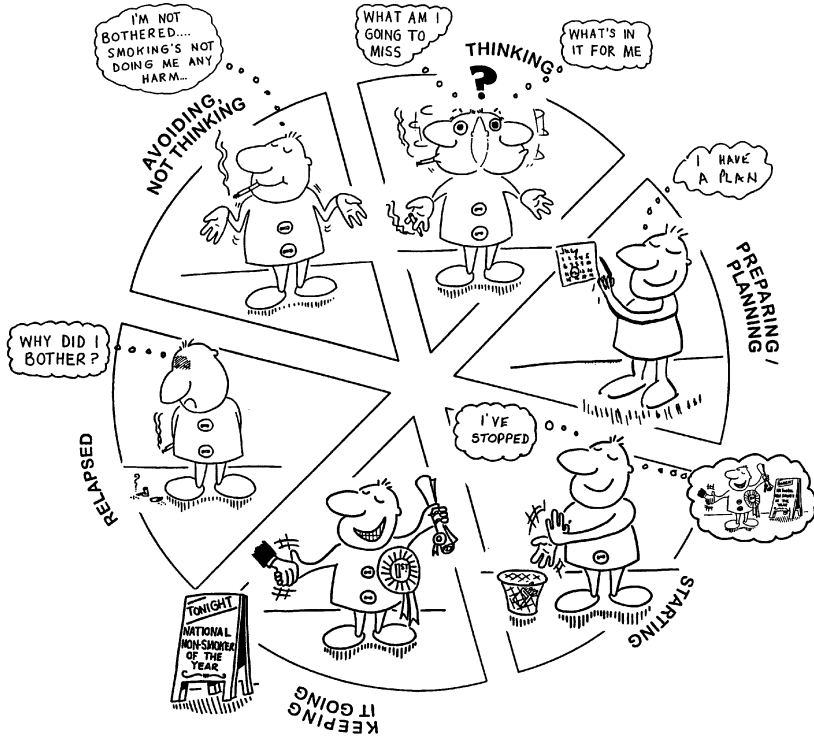 I'M NOT
BOTHERED....
SMOKING'S NOT
DOING ME ANY
HARM...
AVOIDING,
NOT THINKING
WHAT AM I
GOING TO
MISS
THINKING
?
WHAT'S IN
IT FOR ME
I HAVE
A PLAN
July
PREPARING /
PLANNING
I'VE
STOPPED
STARTING
KEEPING
IT GOING
1ST
TONIGHT
NATIONAL
NON-SMOKER
OF THE
YEAR
WHY DID I
BOTHER?
RELAPSED